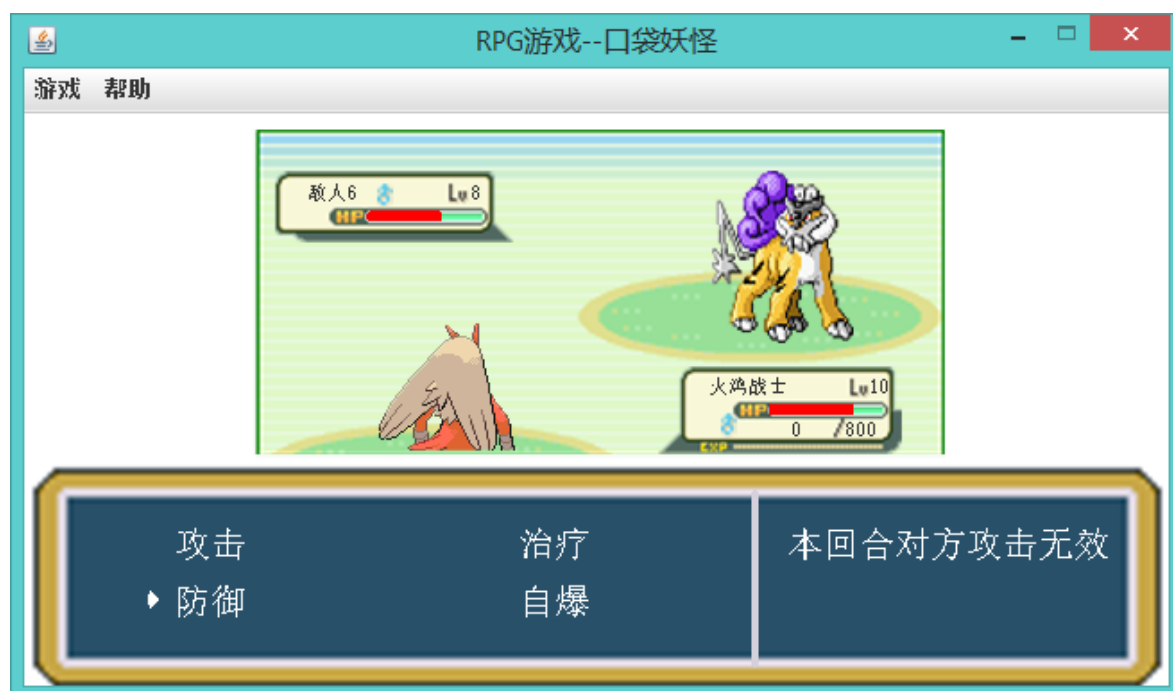 RPG游戏--口袋妖怪
游戏 帮助
敌人6 Lv8
HP
火鸡战士 Lv10
HP
0 /800
EXP
攻击 治疗 本回合对方攻击无效
防御 自爆